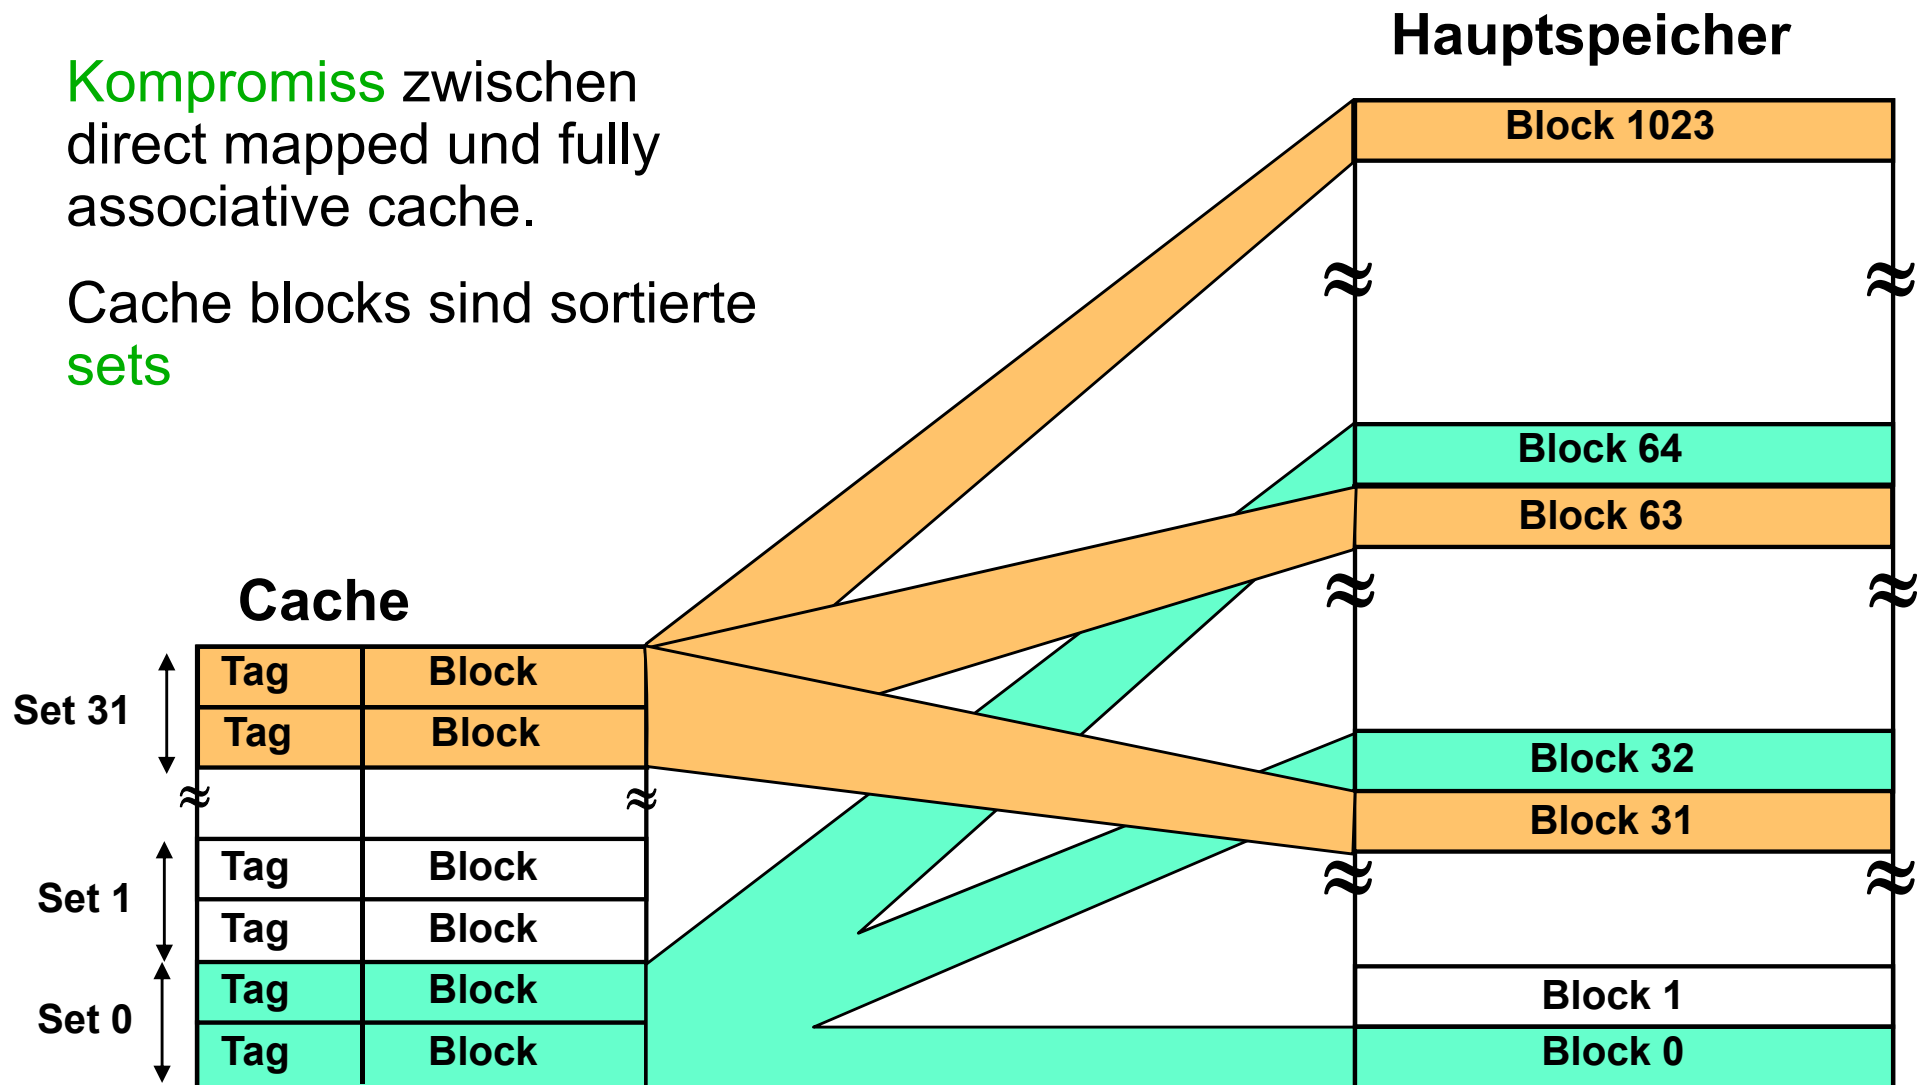 Hauptspeicher
Kompromiss zwischen
direct mapped und fully
associative cache.
Cache blocks sind sortierte
sets
Block 1023
Block 64
Block 63
Cache
Tag Block
Set 31
Tag Block
Block 32
Block 31
Tag Block
Set 1
Tag Block
Tag Block
Block 1
Set 0
Tag Block
Block 0